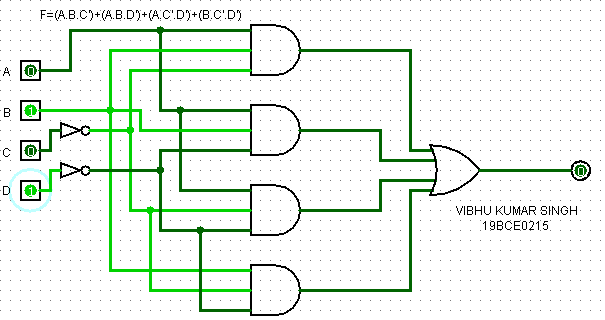 F=(A.B.C')+(A.B.D')+(A.C'.D')+(B.C'.D')
A 0
B 1
C 0
D 1
0
VIBHU KUMAR SINGH
19BCE0215